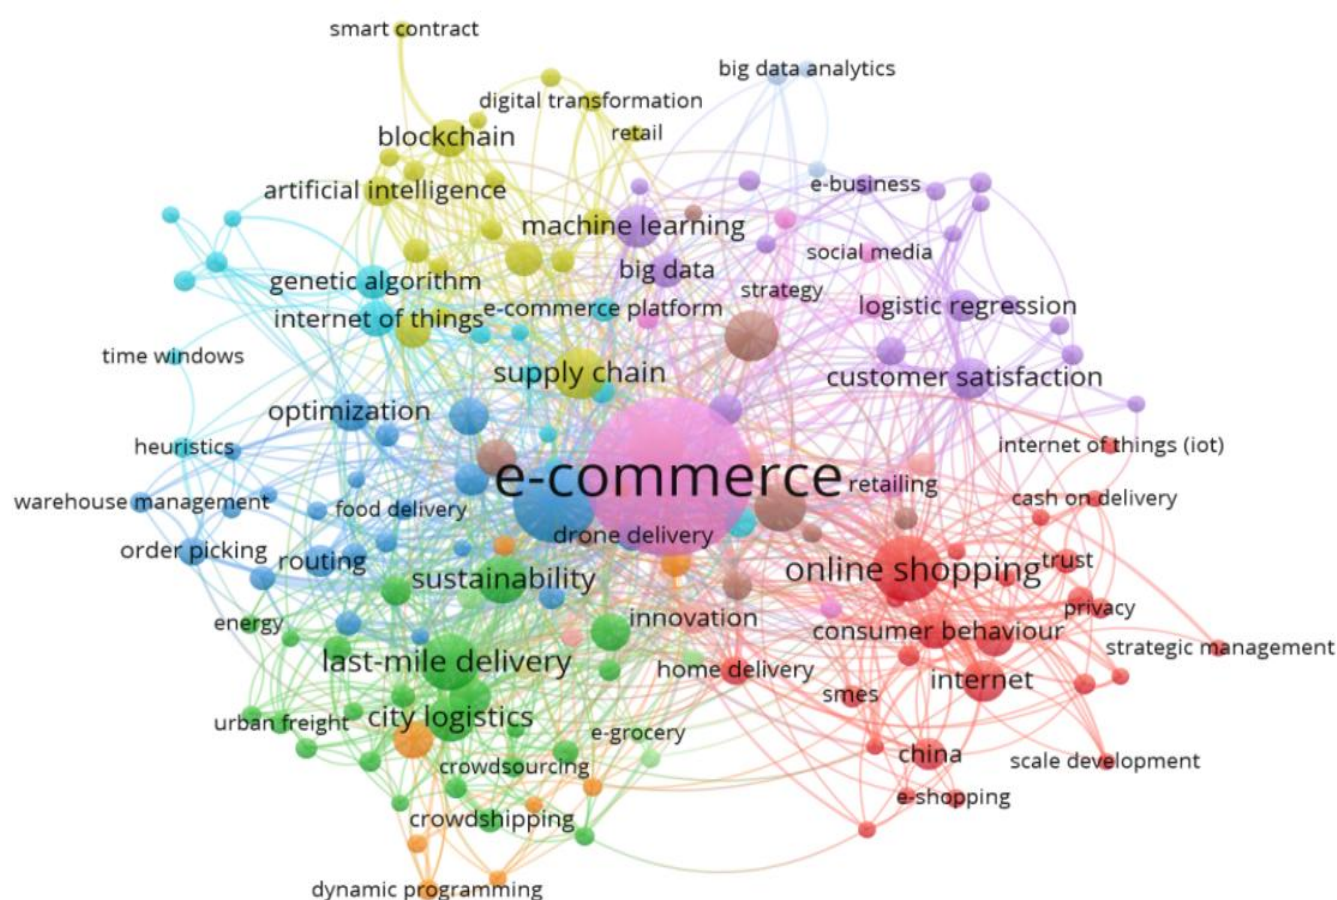 smart contract
big data analytics
digital transformation
retail
blockchain
e-business
artificial intelligence
machine learning
social media
big data
genetic algorithm
strategy
e-commerce platform
logistic regression
internet of things
time windows
supply chain
customer satisfaction
optimization
heuristics
internet of things (iot)
e-commerce
retailing
warehouse management
food delivery
cash on delivery
drone delivery
order picking
routing
sustainability
online shopping
trust
energy
innovation
privacy
consumer behaviour
strategic management
last-mile delivery
home delivery
internet
smes
urban freight
city logistics
e-grocery
china
scale development
crowdsourcing
e-shopping
crowdshipping
dynamic programming